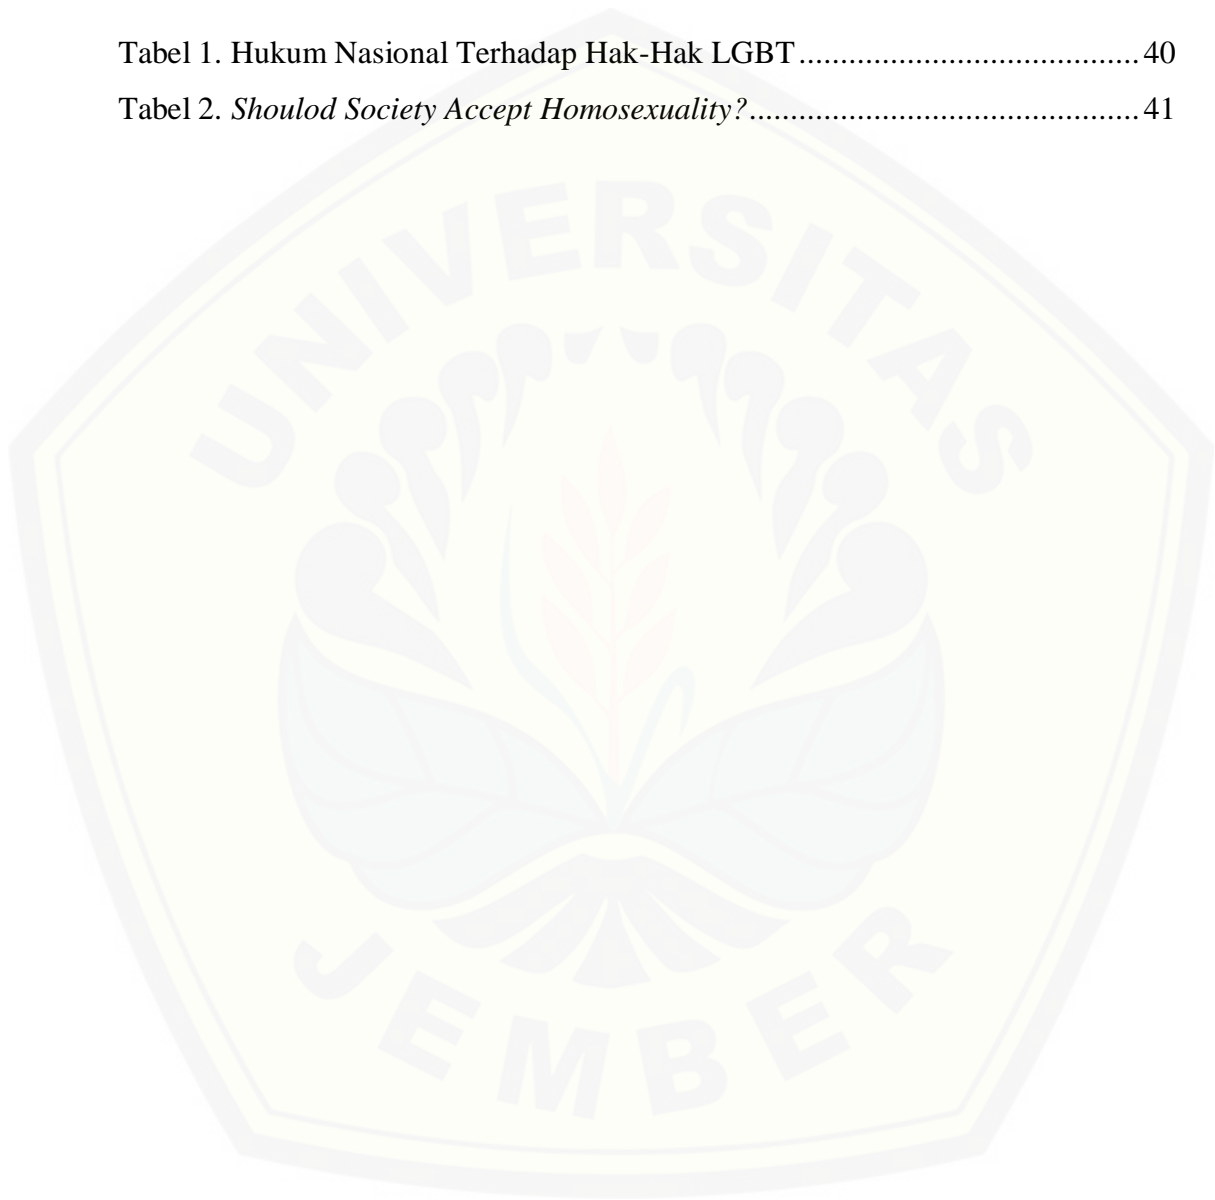 Tabel 1. Hukum Nasional Terhadap Hak-Hak LGBT ........................................ 40
Tabel 2. Shoulod Society Accept Homosexuality? .............................................. 41
UNIVERSITAS
JEMBER